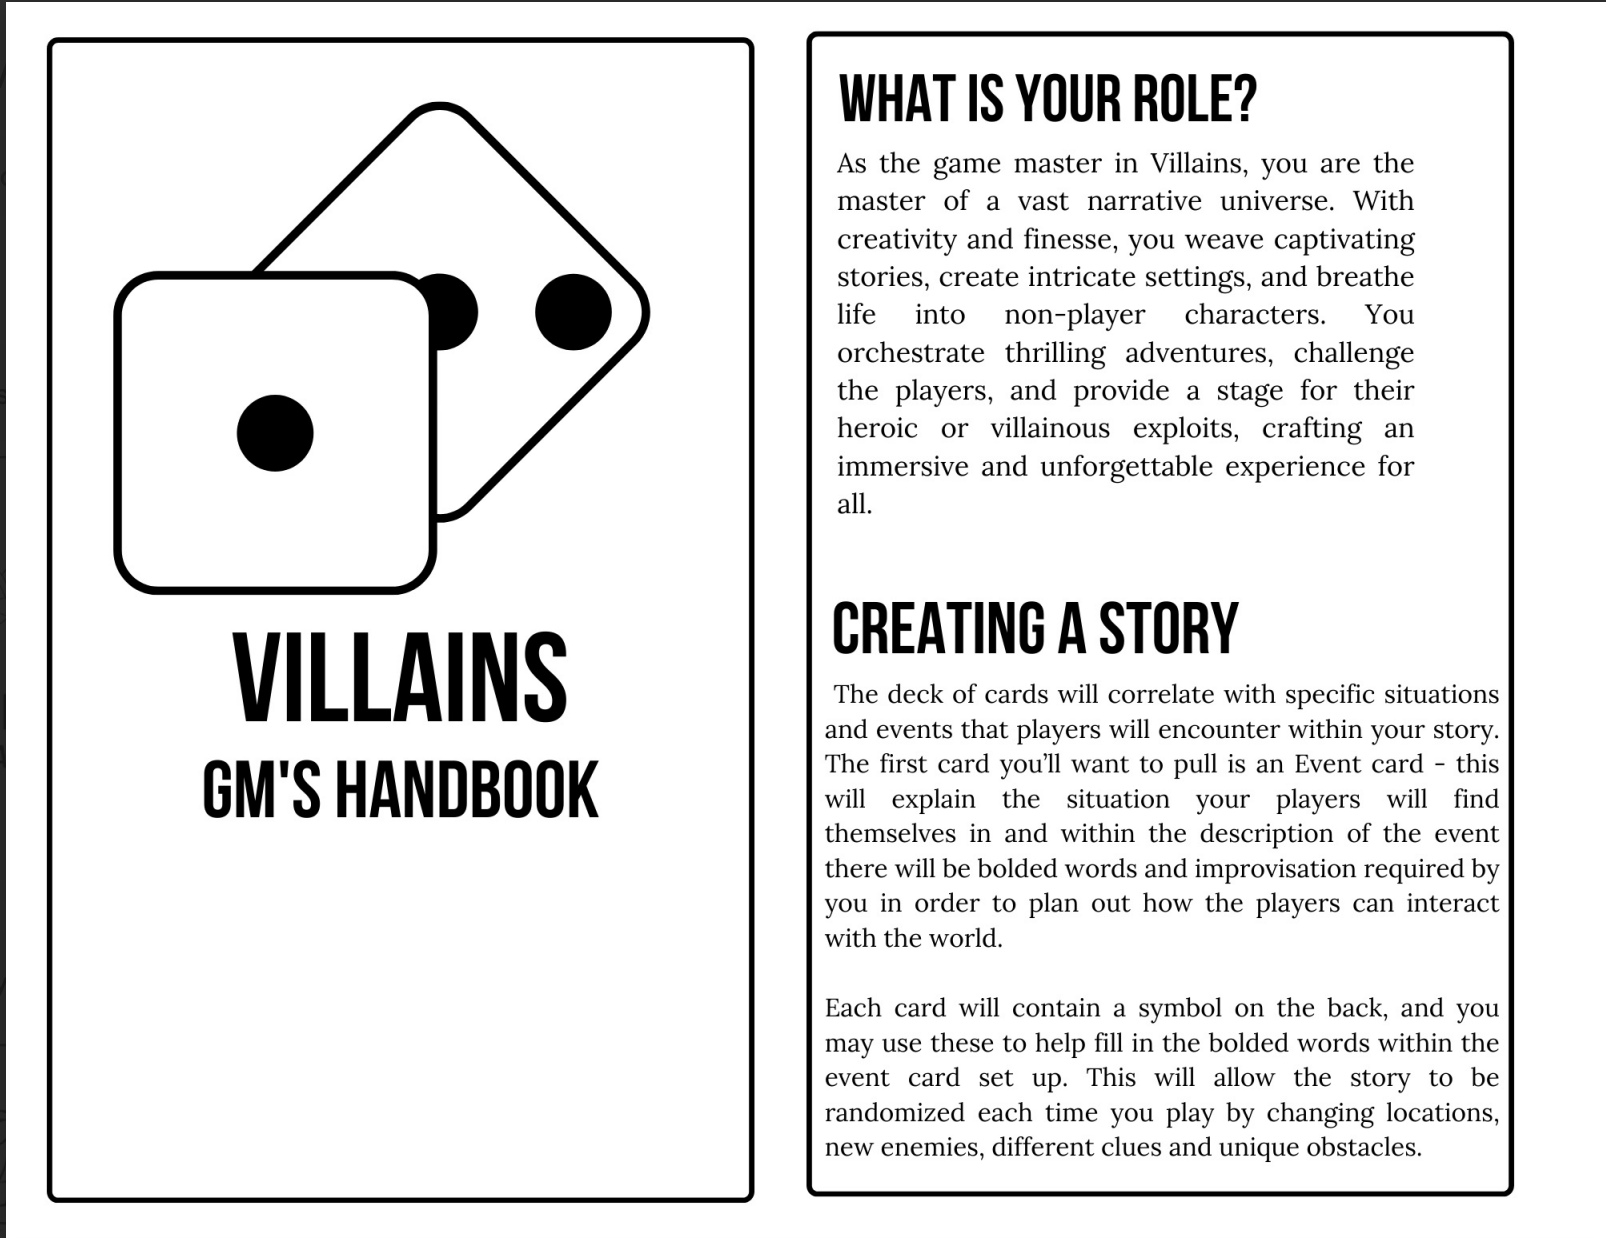 VILLAINS
GM'S HANDBOOK
WHAT IS YOUR ROLE?
As the game master in Villains, you are the
master of a vast narrative universe. With
creativity and finesse, you weave captivating
stories, create intricate settings, and breathe
life into non-player characters. You
orchestrate thrilling adventures, challenge
the players, and provide a stage for their
heroic or villainous exploits, crafting an
immersive and unforgettable experience for
all.
CREATING A STORY
The deck of cards will correlate with specific situations
and events that players will encounter within your story.
The first card you’ll want to pull is an Event card - this
will explain the situation your players will find
themselves in and within the description of the event
there will be bolded words and improvisation required by
you in order to plan out how the players can interact
with the world.
Each card will contain a symbol on the back, and you
may use these to help fill in the bolded words within the
event card set up. This will allow the story to be
randomized each time you play by changing locations,
new enemies, different clues and unique obstacles.